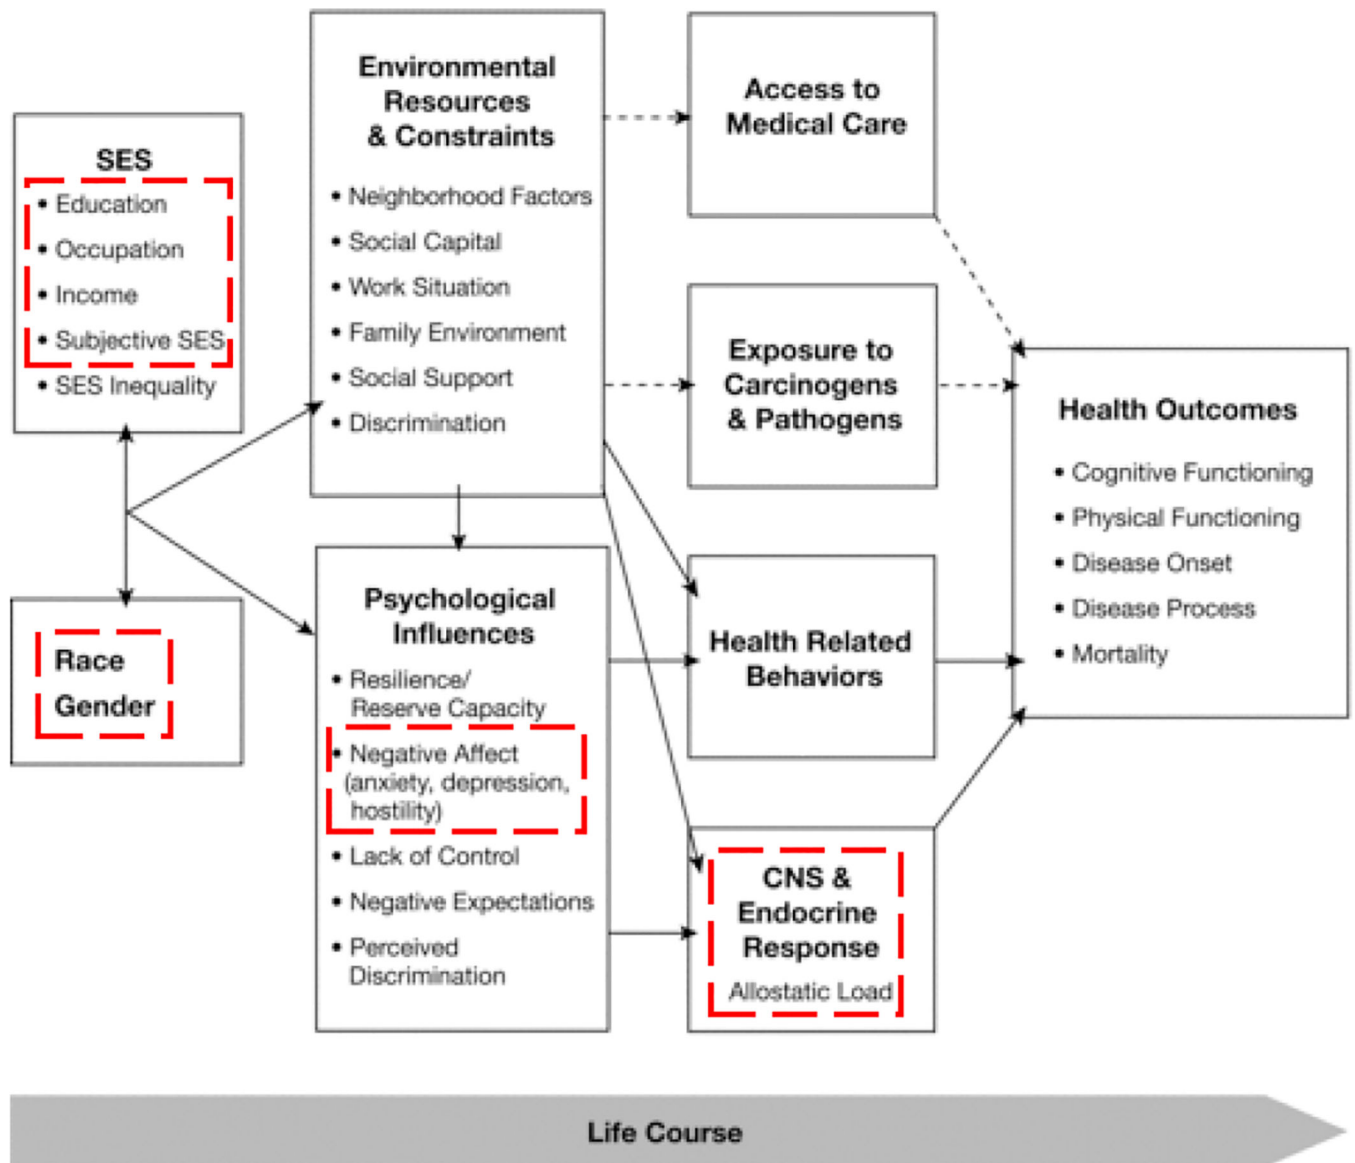 SES
• Education
• Occupation
• Income
• Subjective SES
• SES Inequality
Race
Gender
Environmental
Resources
& Constraints
• Neighborhood Factors
• Social Capital
• Work Situation
• Family Environment
• Social Support
• Discrimination
Psychological
Influences
• Resilience/
Reserve Capacity
• Negative Affect
(anxiety, depression,
hostility)
• Lack of Control
• Negative Expectations
• Perceived
Discrimination
Access to
Medical Care
Exposure to
Carcinogens
& Pathogens
Health Related
Behaviors
CNS &
Endocrine
Response
Allostatic Load
Health Outcomes
• Cognitive Functioning
• Physical Functioning
• Disease Onset
• Disease Process
• Mortality
Life Course